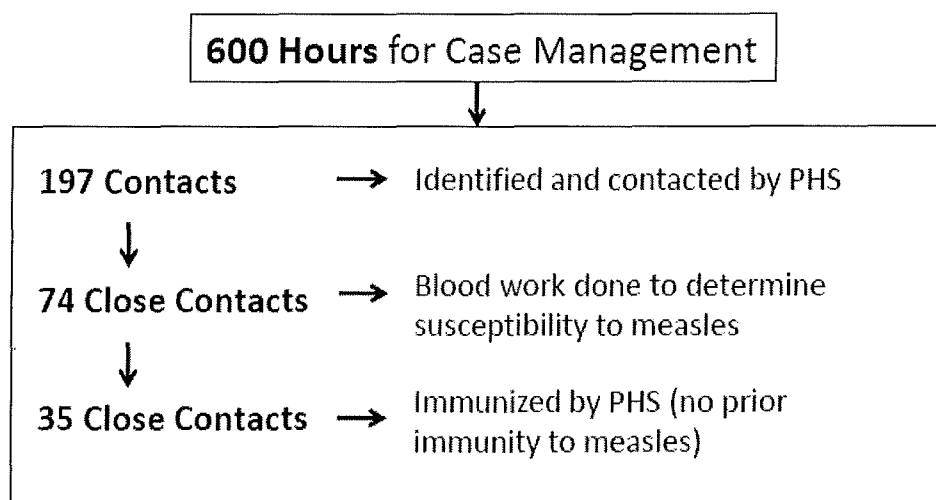 600 Hours for Case Management
197 Contacts → Identified and contacted by PHS
74 Close Contacts → Blood work done to determine
susceptibility to measles
35 Close Contacts → Immunized by PHS (no prior
immunity to measles)